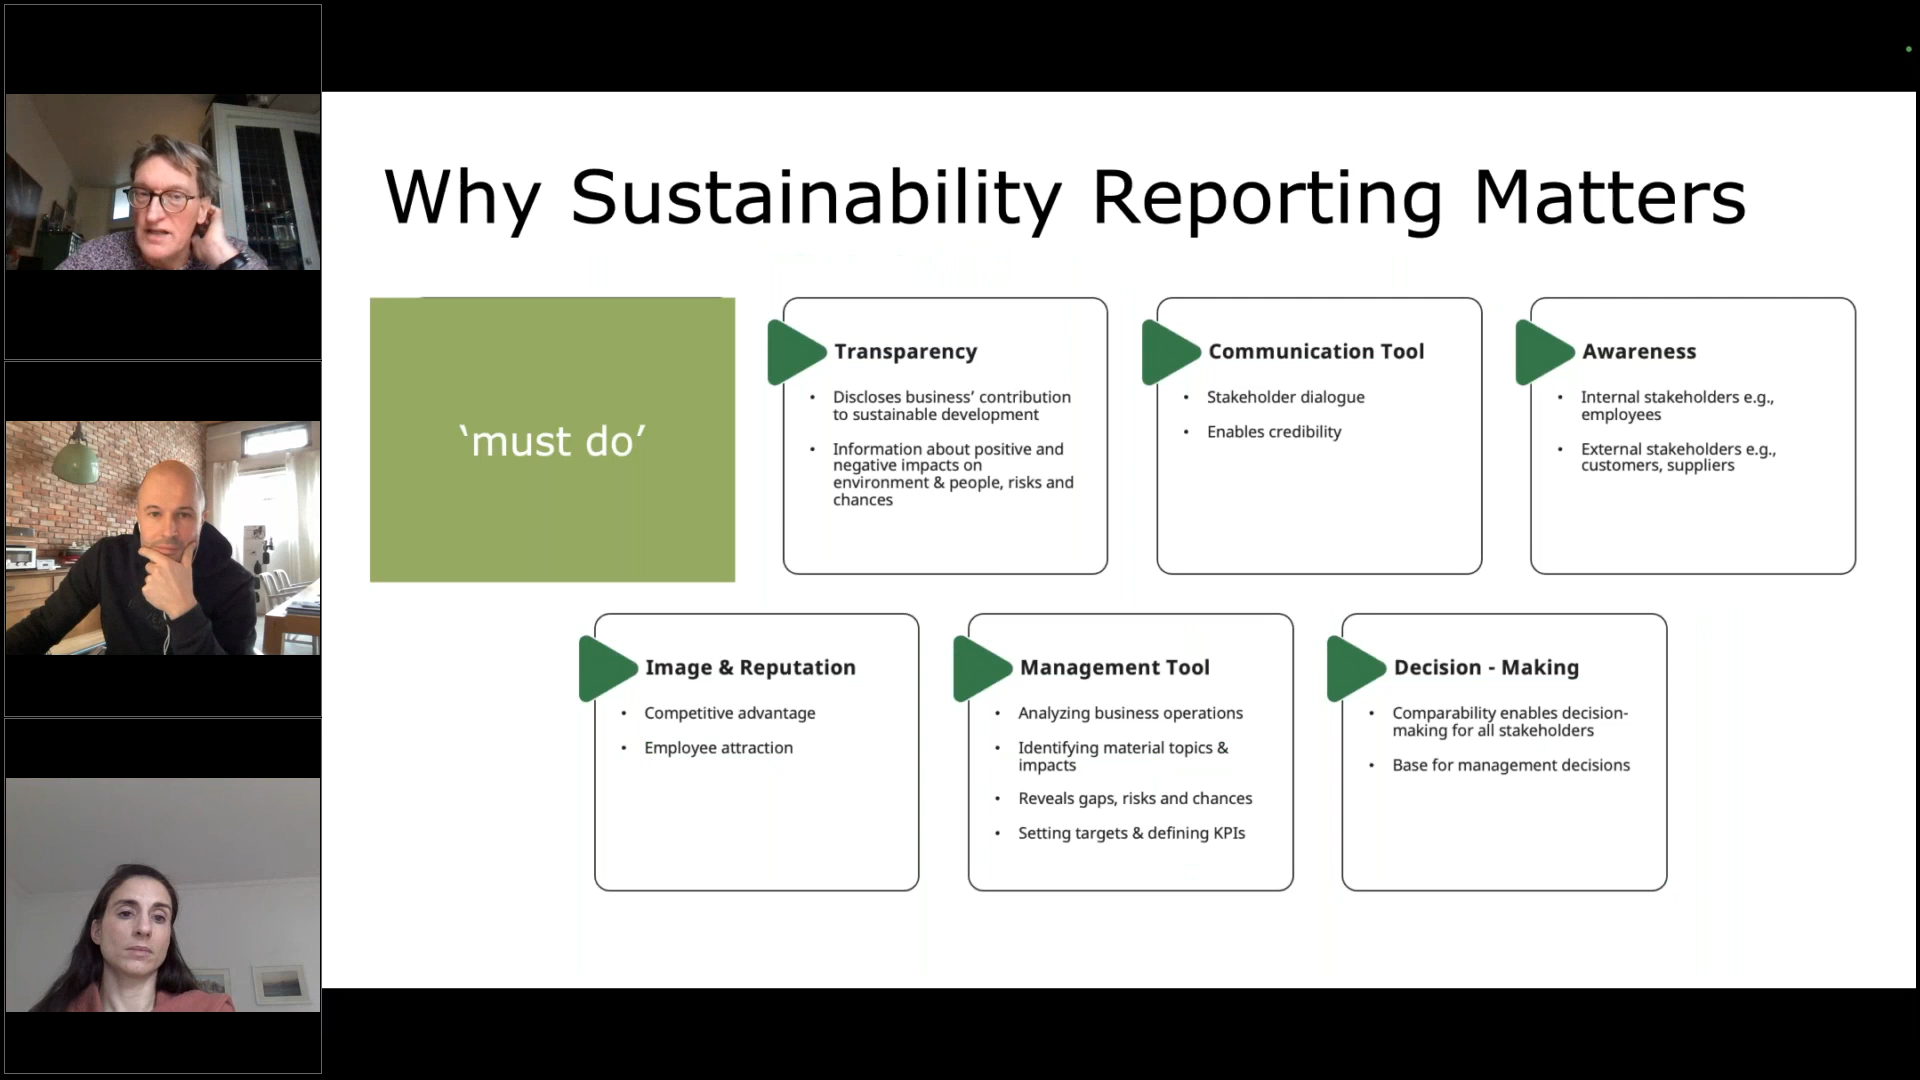 Why Sustainability Reporting Matters
‘must do’
Transparency
• Discloses business’ contribution
to sustainable development
• Information about positive and
negative impacts on
environment & people, risks and
chances
Communication Tool
• Stakeholder dialogue
• Enables credibility
Awareness
• Internal stakeholders e.g.,
employees
• External stakeholders e.g.,
customers, suppliers
Image & Reputation
• Competitive advantage
• Employee attraction
Management Tool
• Analyzing business operations
• Identifying material topics &
impacts
• Reveals gaps, risks and chances
• Setting targets & defining KPIs
Decision - Making
• Comparability enables decision-
making for all stakeholders
• Base for management decisions